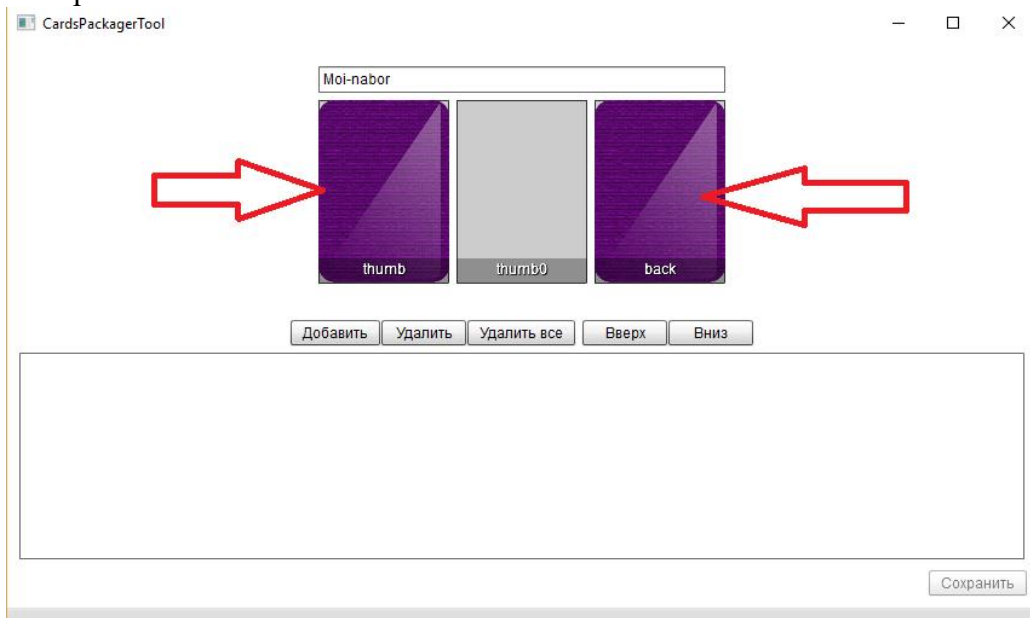 CardsPackagerTool
Moi-nabor
thumb thumb0 back
Добавить Удалить Удалить все Вверх Вниз
Сохранить